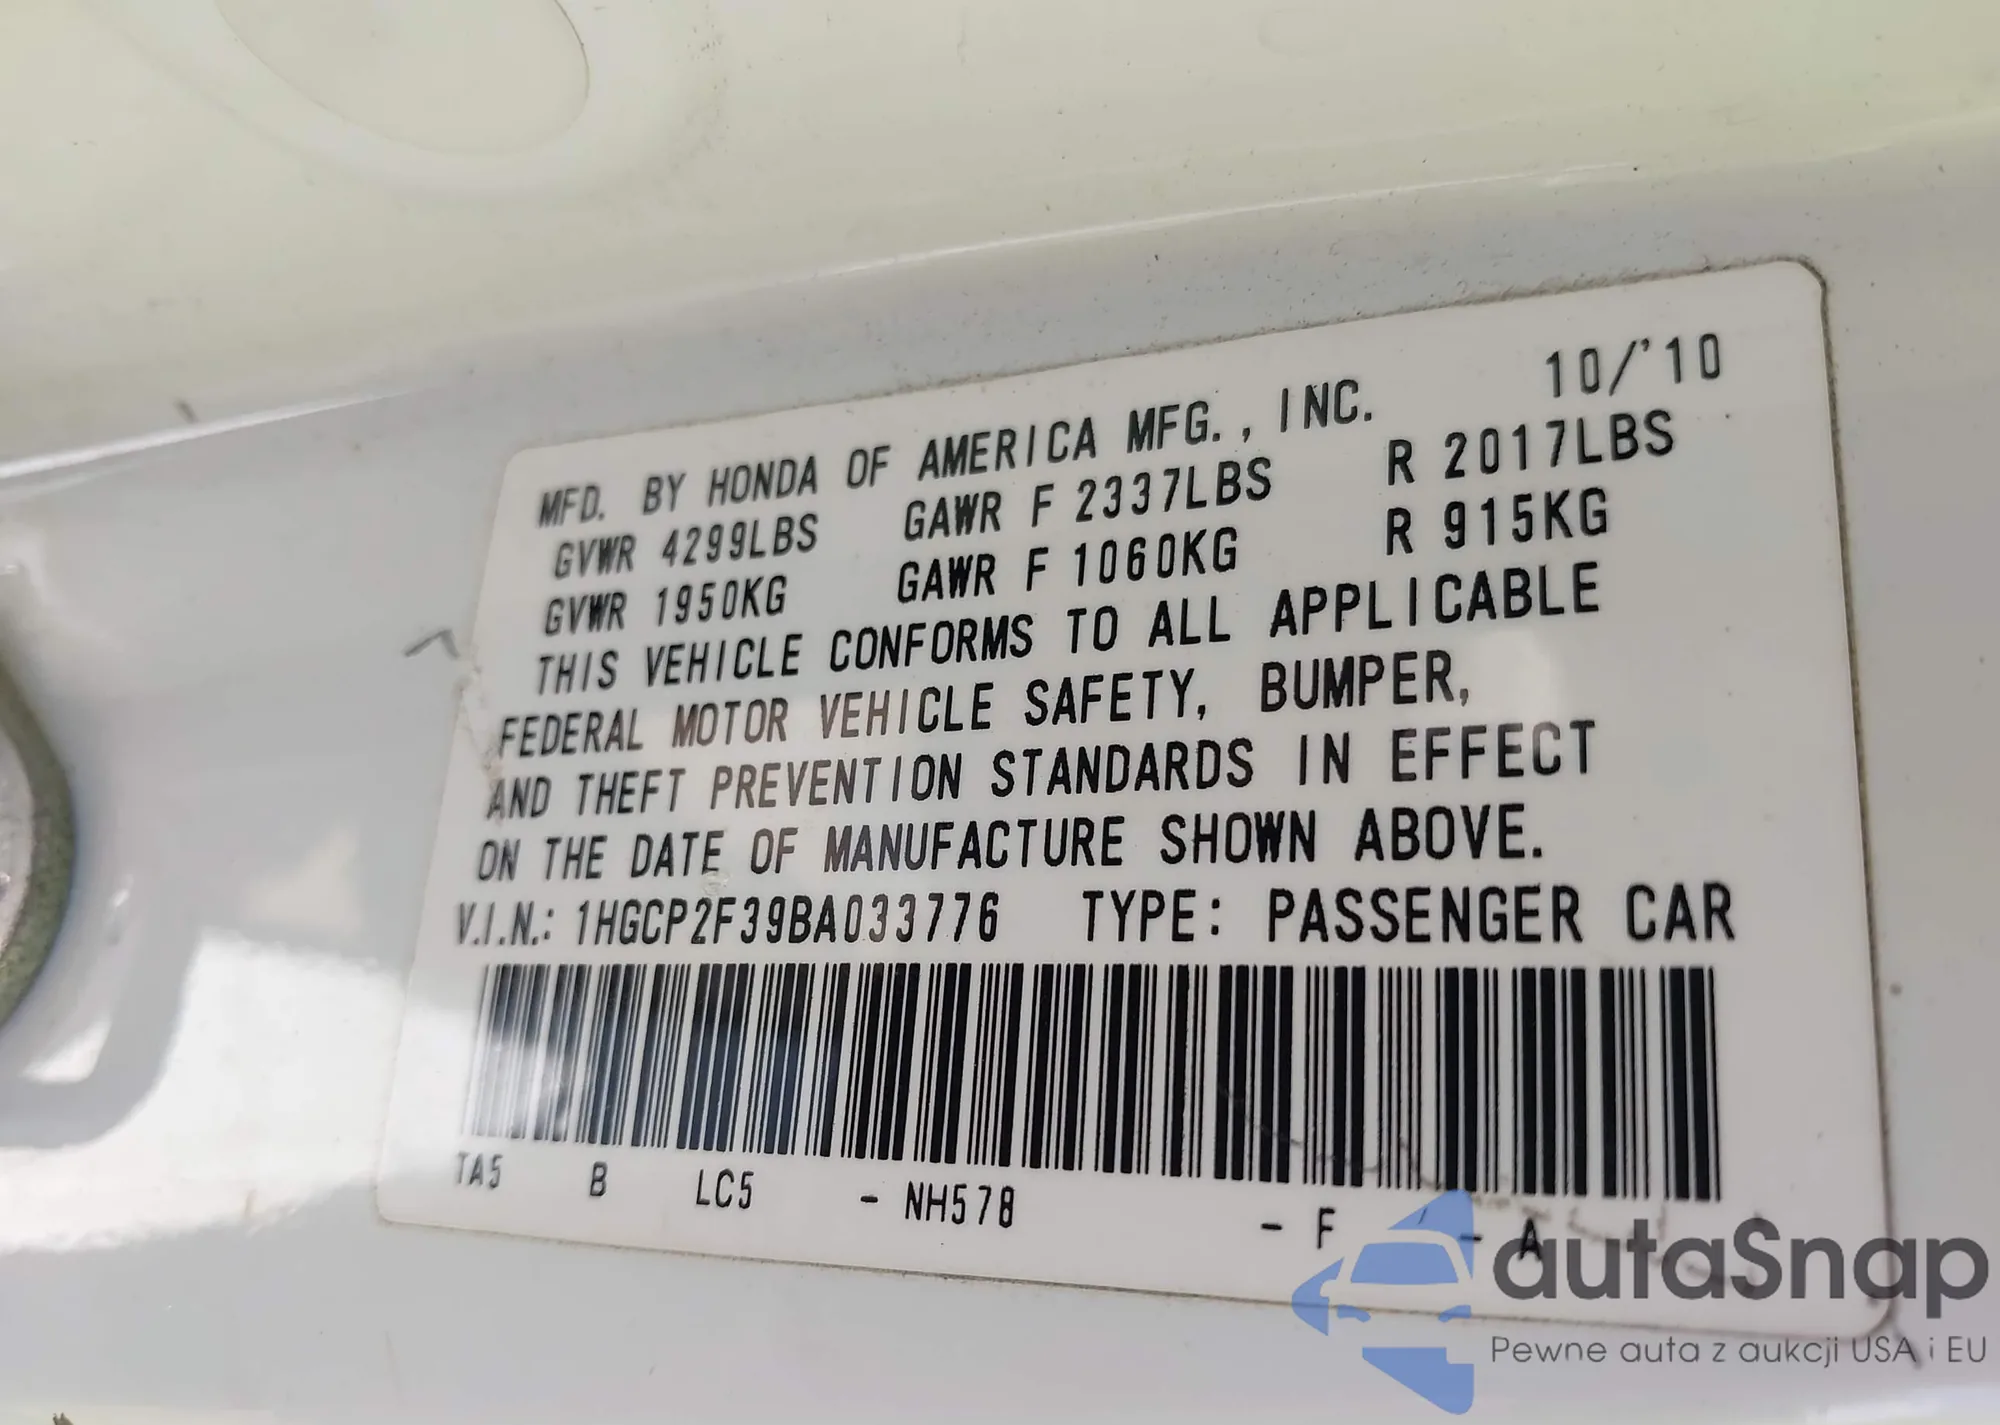 MFD. BY HONDA OF AMERICA MFG., INC. 10/'10
GVWR 4299LBS GAWR F 2337LBS R 2017LBS
GVWR 1950KG GAWR F 1060KG R 915KG
THIS VEHICLE CONFORMS TO ALL APPLICABLE
FEDERAL MOTOR VEHICLE SAFETY, BUMPER,
AND THEFT PREVENTION STANDARDS IN EFFECT
ON THE DATE OF MANUFACTURE SHOWN ABOVE.
V.I.N.: 1HGCP2F39BA033776 TYPE: PASSENGER CAR
TA5 B LC5 - NH578 - F - A
autaSnap
Pewne auta z aukcji USA i EU